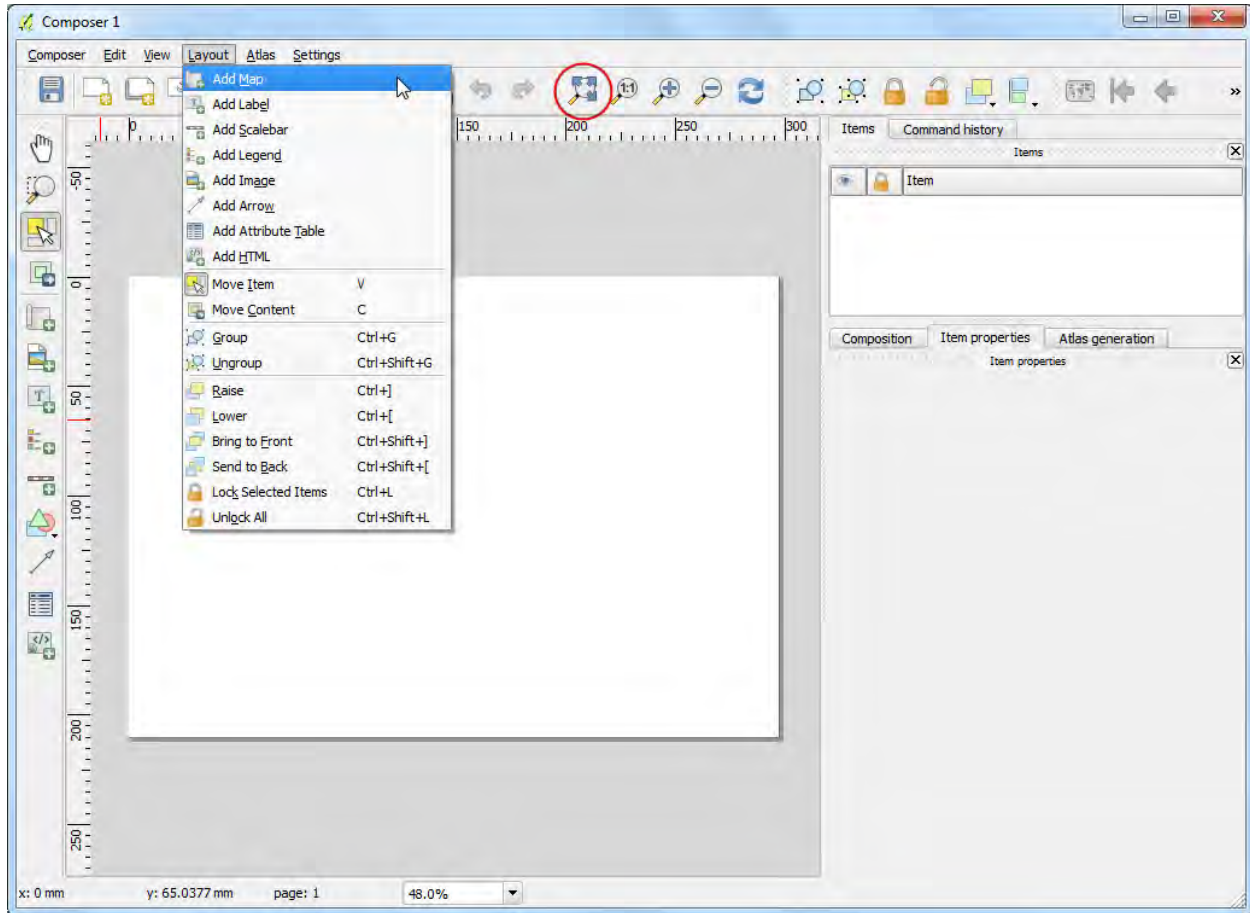 Composer 1
Composer Edit View Layout Atlas Settings
Add Map
Add Label
Add Scalebar
Add Legend
Add Image
Add Arrow
Add Attribute Table
Add HTML
Move Item V
Move Content C
Group Ctrl+G
Ungroup Ctrl+Shift+G
Raise Ctrl+]
Lower Ctrl+[
Bring to Front Ctrl+Shift+]
Send to Back Ctrl+Shift+[
Lock Selected Items Ctrl+L
Unlock All Ctrl+Shift+L
1:1
»
0 150 200 250 300
-50
0
50
100
150
200
250
Items Command history
Items
Item
Composition Item properties Atlas generation
Item properties
x: 0 mm y: 65.0377 mm page: 1 48.0%